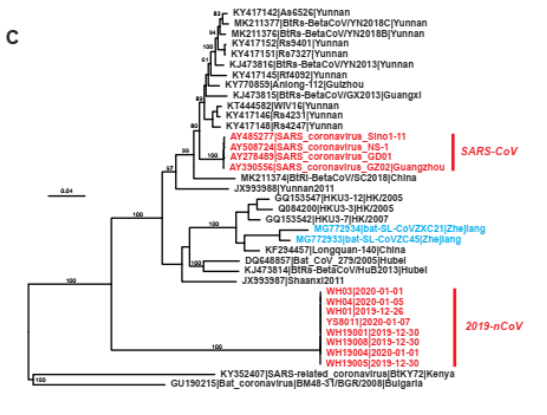 C
83
KY417142|As6526|Yunnan
MK211377|BtRs-BetaCoV/YN2018C|Yunnan
94
MK211376|BtRs-BetaCoV/YN2018B|Yunnan
KY417152|Rs9401|Yunnan
100
KY417151|Rs7327|Yunnan
61
KJ473816|BtRs-BetaCoV/YN2013|Yunnan
KY417145|Rf4092|Yunnan
KY770859|Anlong-112|Guizhou
KJ473815|BtRs-BetaCoV/GX2013|Guangxi
KT444582|WIV16|Yunnan
KY417146|Rs4231|Yunnan
80
KY417148|Rs4247|Yunnan
AY485277|SARS_coronavirus_Sino1-11
AY508724|SARS_coronavirus_NS-1
SARS-CoV
59
100
AY278489|SARS_coronavirus_GD01
AY390556|SARS_coronavirus_GZ02|Guangzhou
57
MK211374|BtRl-BetaCoV/SC2018|China
0.04
JX993988|Yunnan2011
GQ153547|HKU3-12|HK/2005
Q084200|HKU3-3|HK/2005
100
GQ153542|HKU3-7|HK/2007
100
MG772934|bat-SL-CoVZXC21|Zhejiang
MG772933|bat-SL-CoVZC45|Zhejiang
KF294457|Longquan-140|China
DQ648857|Bat_CoV_279/2005|Hubei
100
KJ473814|BtRs-BetaCoV/HuB2013|Hubei
JX993987|Shaanxi2011
100
WH03|2020-01-01
WH04|2020-01-05
WH01|2019-12-26
YS8011|2020-01-07
2019-nCoV
WH19001|2019-12-30
WH19008|2019-12-30
100
WH19004|2020-01-01
WH19005|2019-12-30
KY352407|SARS-related_coronavirus|BtKY72|Kenya
100
GU190215|Bat_coronavirus|BM48-31/BGR/2008|Bulgaria